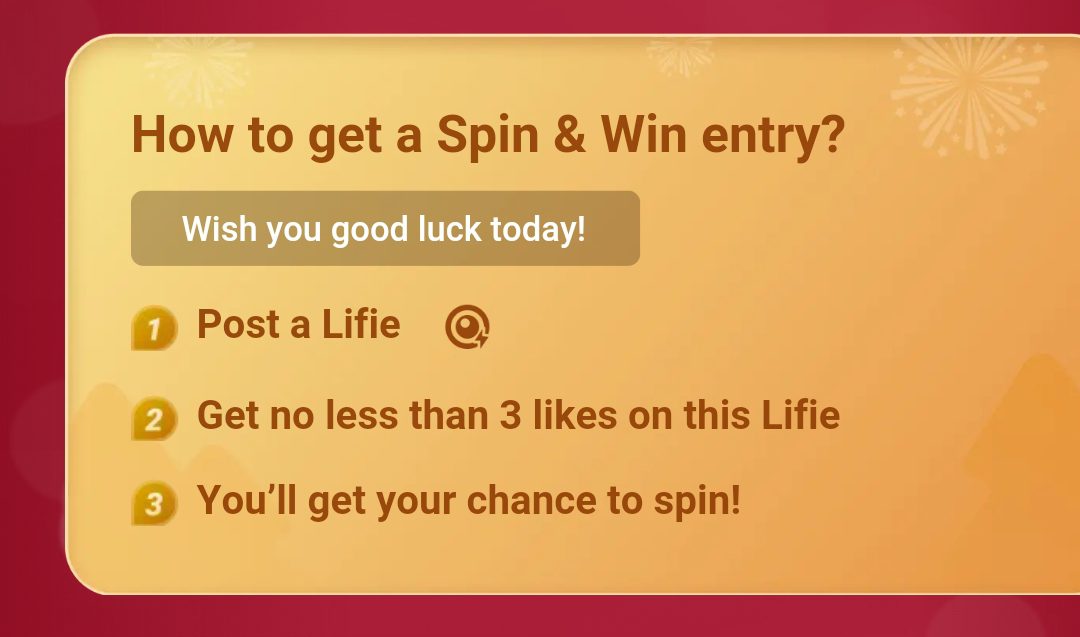 How to get a Spin & Win entry?
Wish you good luck today!
1 Post a Lifie
2 Get no less than 3 likes on this Lifie
3 You’ll get your chance to spin!